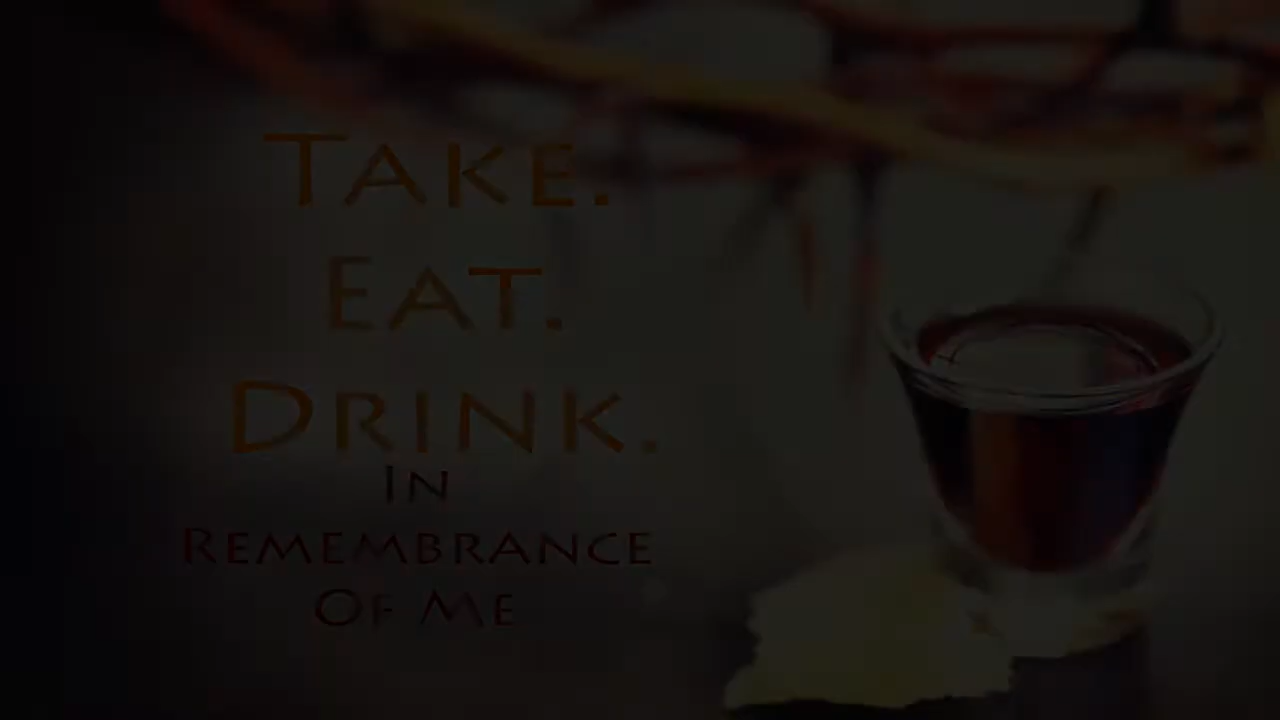 Take.
Eat.
Drink.
In
Remembrance
Of Me